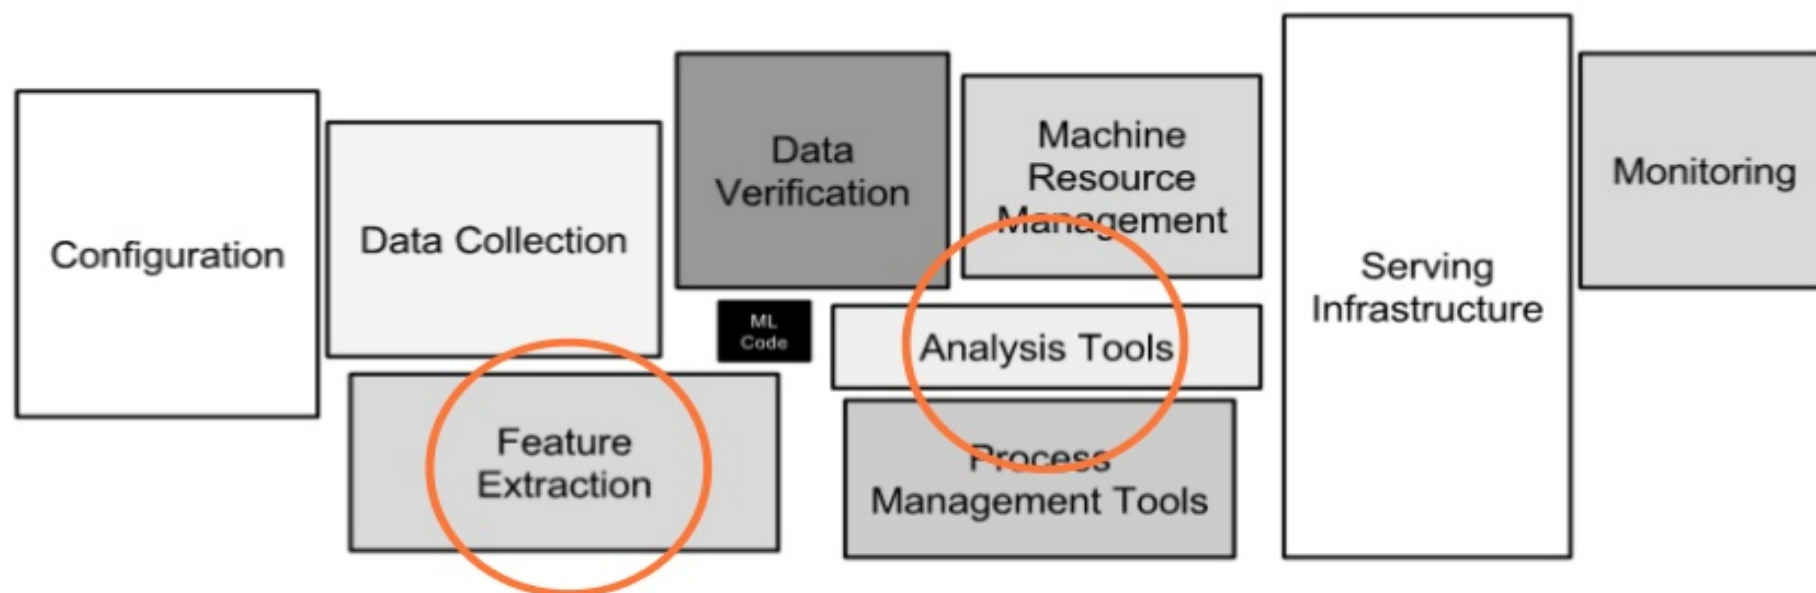 Configuration
Data Collection
Feature
Extraction
Data
Verification
ML
Code
Machine
Resource
Management
Analysis Tools
Process
Management Tools
Serving
Infrastructure
Monitoring